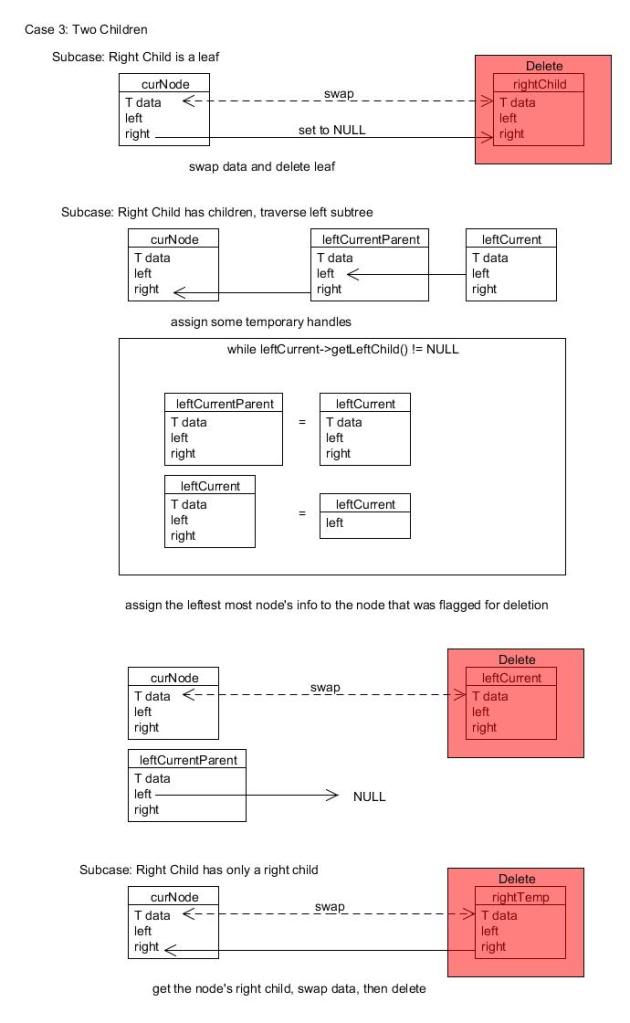 Case 3: Two Children
Subcase: Right Child is a leaf
Delete
curNode
rightChild
T data
swap
T data
left
left
right
set to NULL
right
swap data and delete leaf
Subcase: Right Child has children, traverse left subtree
curNode
leftCurrentParent
leftCurrent
T data
T data
T data
left
left
left
right
right
right
assign some temporary handles
while leftCurrent->getLeftChild() != NULL
leftCurrentParent
leftCurrent
T data
=
T data
left
left
right
right
leftCurrent
leftCurrent
T data
=
left
left
right
assign the leftest most node's info to the node that was flagged for deletion
Delete
curNode
leftCurrent
T data
swap
T data
left
left
right
right
leftCurrentParent
T data
left
NULL
right
Subcase: Right Child has only a right child
Delete
curNode
rightTemp
T data
swap
T data
left
left
right
right
get the node's right child, swap data, then delete